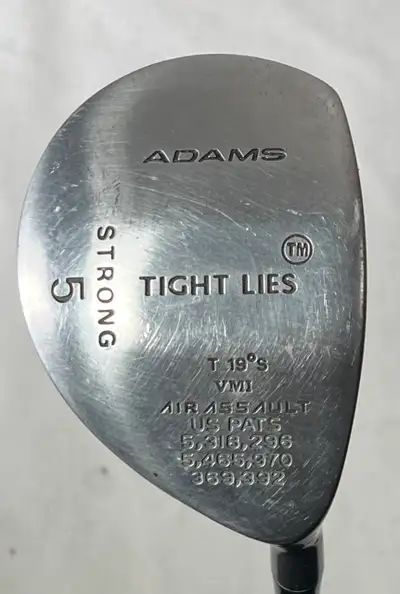 ADAMS
STRONG
5
TIGHT LIES
TM
T 19°S
VMI
AIR ASSAULT
US PATS
5,318,296
5,465,970
369,392